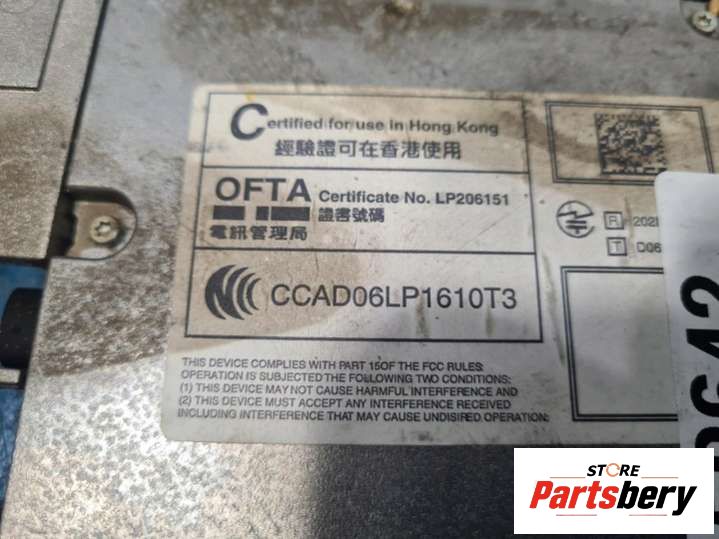 Certified for use in Hong Kong
經驗證可在香港使用
OFTA Certificate No. LP206151
證書號碼
電訊管理局
CCAD06LP1610T3
R 202
T D06
THIS DEVICE COMPLIES WITH PART 15OF THE FCC RULES:
OPERATION IS SUBJECTED THE FOLLOWING TWO CONDITIONS:
(1) THIS DEVICE MAY NOT CAUSE HARMFUL INTERFERENCE AND
(2) THIS DEVICE MUST ACCEPT ANY INTERFERENCE RECEIVED
INCLUDING INTERFERENCE THAT MAY CAUSE UNDISIRED OPERATION:
STORE
Partsbery